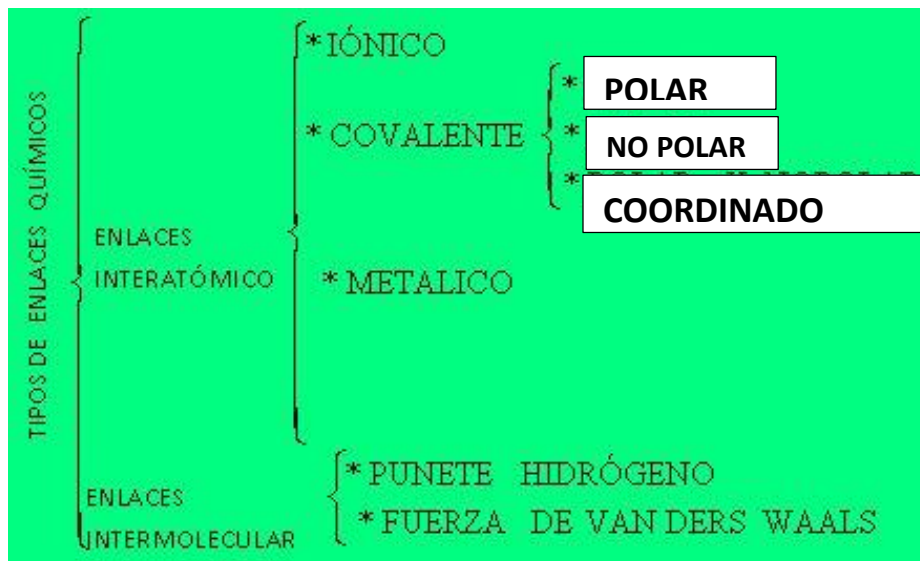 TIPOS DE ENLACES QUÍMICOS
ENLACES
INTERATÓMICO
* IÓNICO
* COVALENTE
* POLAR
* NO POLAR
* COORDINADO
* METALICO
ENLACES
INTERMOLECULAR
* PUNETE HIDRÓGENO
* FUERZA DE VAN DERS WAALS